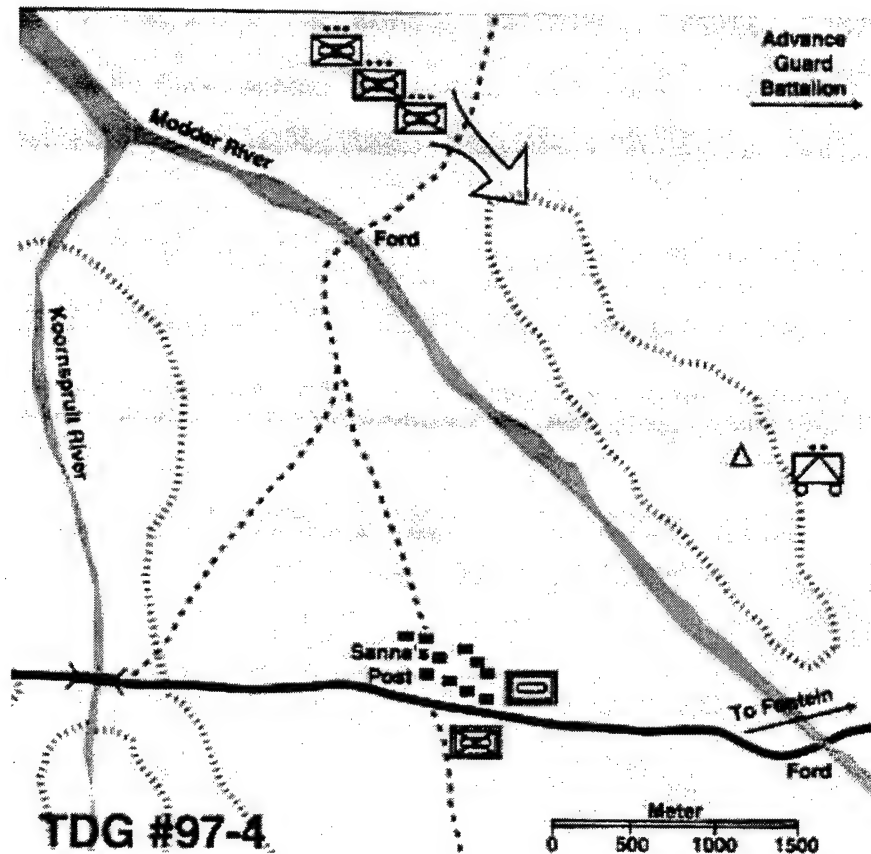 Advance
Guard
Battalion
Modder River
Ford
Koornspruit River
Sanna's
Post
To Fontein
Ford
TDG #97-4
Meter
0 500 1000 1500